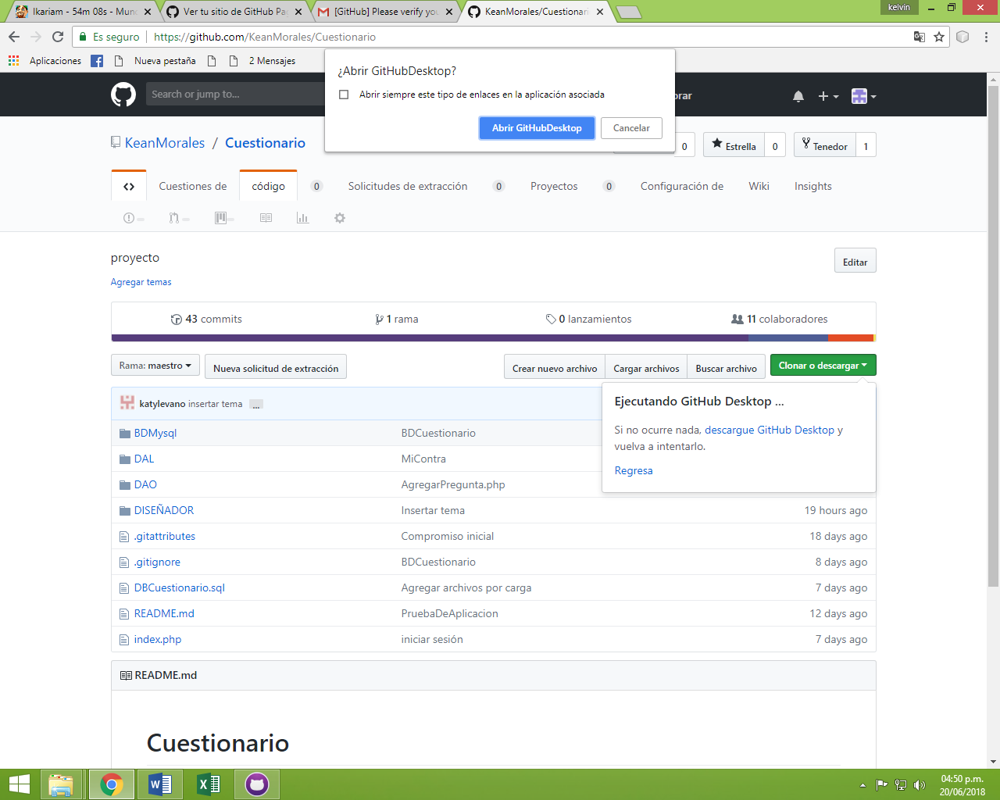 Ikariam - 54m 08s - Mun
Ver tu sitio de GitHub Pa
[GitHub] Please verify yo
KeanMorales/Cuestionari
kelvin
Es seguro
https://github.com/KeanMorales/Cuestionario
Aplicaciones
Nueva pestaña
2 Mensajes
¿Abrir GitHubDesktop?
Abrir siempre este tipo de enlaces en la aplicación asociada
Abrir GitHubDesktop
Cancelar
Search or jump to...
orar
KeanMorales / Cuestionario
0
Estrella 0
Tenedor 1
<>
Cuestiones de
código
0
Solicitudes de extracción
0
Proyectos
0
Configuración de
Wiki
Insights
proyecto
Editar
Agregar temas
43 commits
1 rama
0 lanzamientos
11 colaboradores
Rama: maestro
Nueva solicitud de extracción
Crear nuevo archivo
Cargar archivos
Buscar archivo
Clonar o descargar
Ejecutando GitHub Desktop ...
Si no ocurre nada, descargue GitHub Desktop y
vuelva a intentarlo.
Regresa
katylevano insertar tema ...
BDMysql BDCuestionario
DAL MiContra
DAO AgregarPregunta.php
DISEÑADOR Insertar tema 19 hours ago
.gitattributes Compromiso inicial 18 days ago
.gitignore BDCuestionario 8 days ago
DBCuestionario.sql Agregar archivos por carga 7 days ago
README.md PruebaDeAplicacion 12 days ago
index.php iniciar sesión 7 days ago
README.md
Cuestionario
04:50 p.m.
20/06/2018